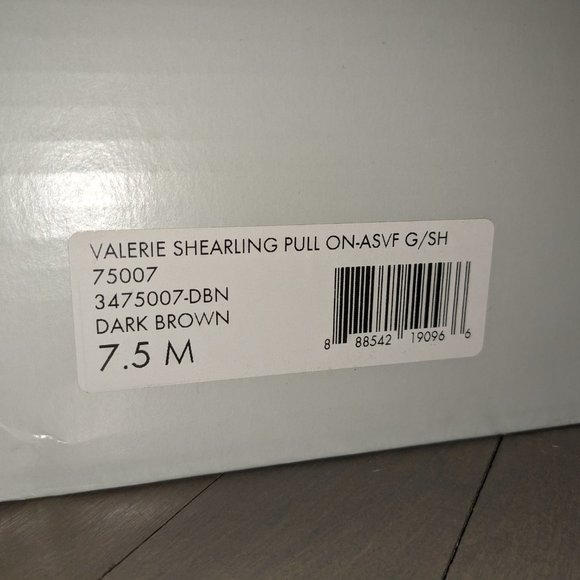 VALERIE SHEARLING PULL ON-ASVF G/SH
75007
3475007-DBN
DARK BROWN
7.5 M
8 88542 19096 6